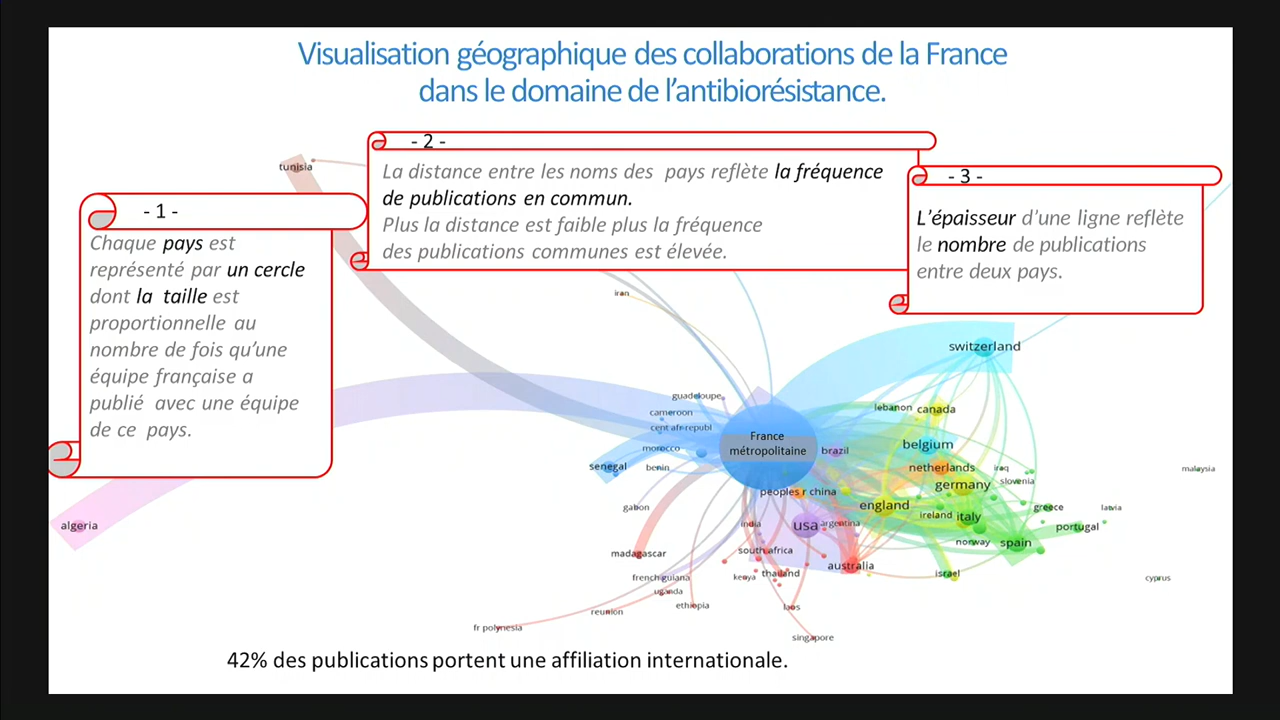 Visualisation géographique des collaborations de la France
dans le domaine de l'antibiorésistance.
- 1 -
Chaque pays est
représenté par un cercle
dont la taille est
proportionnelle au
nombre de fois qu'une
équipe française a
publié avec une équipe
de ce pays.
- 2 -
La distance entre les noms des pays reflète la fréquence
de publications en commun.
Plus la distance est faible plus la fréquence
des publications communes est élevée.
- 3 -
L'épaisseur d'une ligne reflète
le nombre de publications
entre deux pays.
tunisia
iran
switzerland
guadeloupe
cameroon
cent afr republ
morocco
senegal
benin
France
métropolitaine
brazil
lebanon
canada
belgium
netherlands
iraq
slovenia
malaysia
germany
peoples r china
gabon
england
india
usa
argentina
ireland
italy
greece
latvia
portugal
algeria
norway
spain
madagascar
south africa
australia
israel
french guiana
kenya
thailand
cyprus
uganda
reunion
ethiopia
laos
fr polynesia
singapore
42% des publications portent une affiliation internationale.